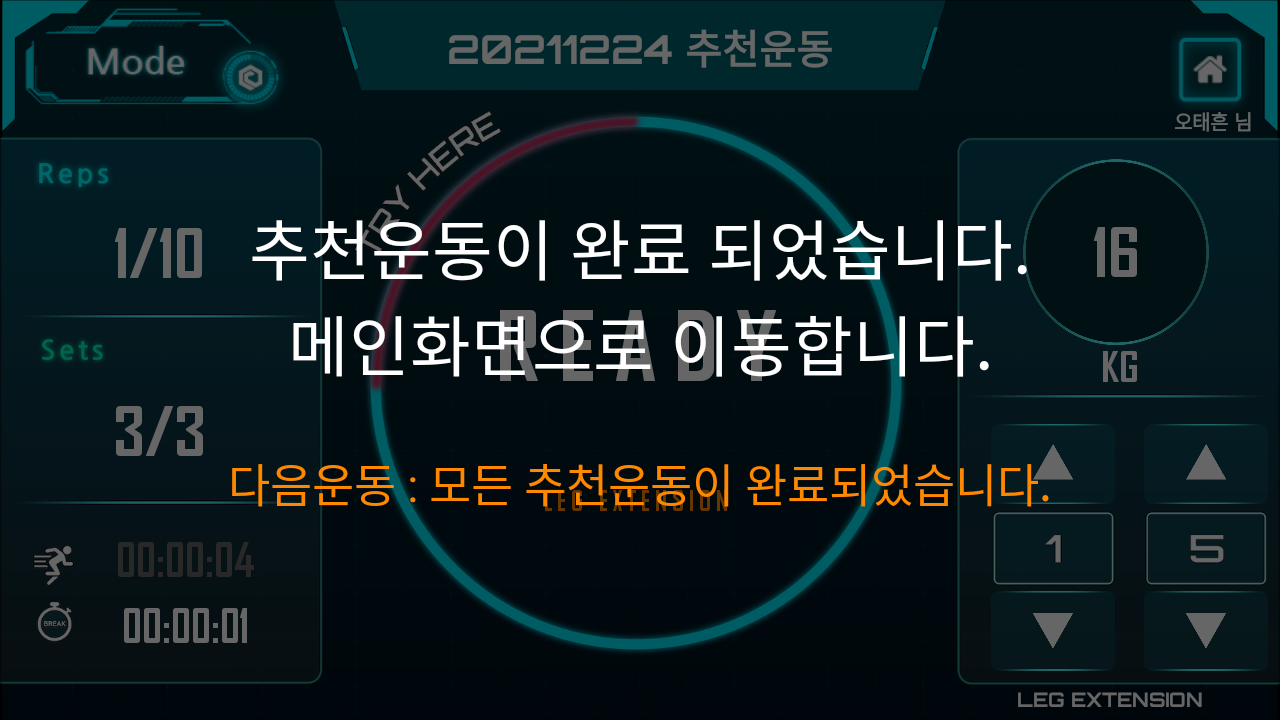 Mode
20211224 추천운동
오태흔 님
Reps
1/10
Sets
3/3
00:00:04
BREAK
00:00:01
TRY HERE
추천운동이 완료 되었습니다.
메인화면으로 이동합니다.
READY
다음운동 : 모든 추천운동이 완료되었습니다.
LEG EXTENSION
16
KG
1
5
LEG EXTENSION